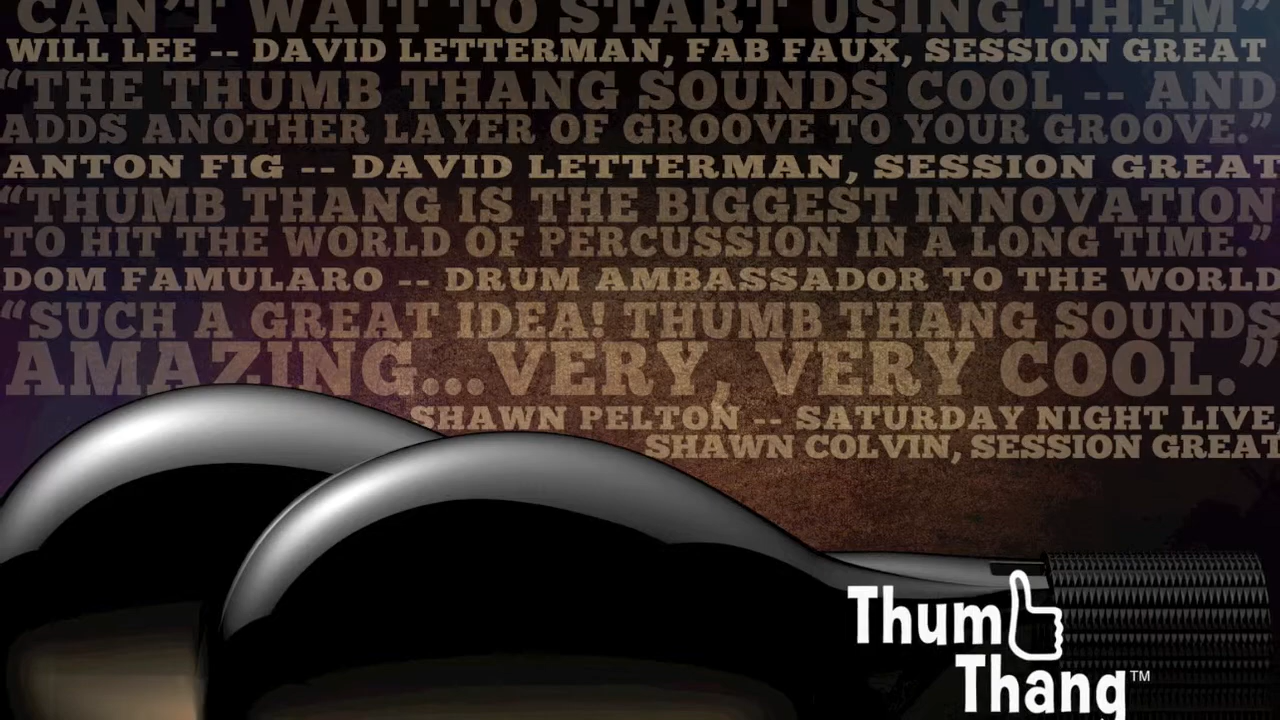 CAN'T WAIT TO START USING THEM”
WILL LEE -- DAVID LETTERMAN, FAB FAUX, SESSION GREAT
“THE THUMB THANG SOUNDS COOL -- AND
ADDS ANOTHER LAYER OF GROOVE TO YOUR GROOVE.”
ANTON FIG -- DAVID LETTERMAN, SESSION GREAT
“THUMB THANG IS THE BIGGEST INNOVATION
TO HIT THE WORLD OF PERCUSSION IN A LONG TIME.”
DOM FAMULARO -- DRUM AMBASSADOR TO THE WORLD
“SUCH A GREAT IDEA! THUMB THANG SOUNDS
AMAZING...VERY, VERY COOL.”
SHAWN PELTON -- SATURDAY NIGHT LIVE,
SHAWN COLVIN, SESSION GREAT
Thum
Thang™